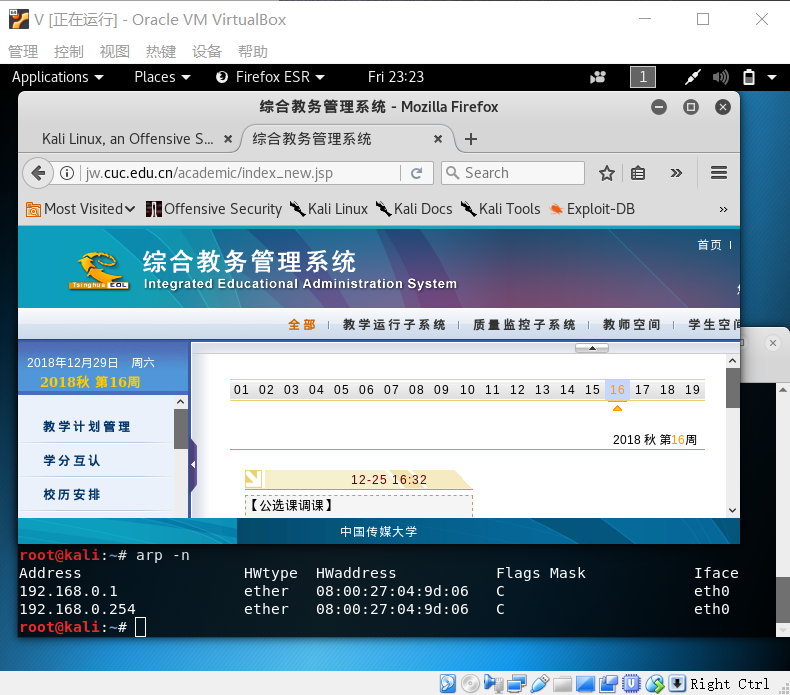 V [正在运行] - Oracle VM VirtualBox
管理 控制 视图 热键 设备 帮助
Applications Places Firefox ESR Fri 23:23 1
综合教务管理系统 - Mozilla Firefox
Kali Linux, an Offensive S... 综合教务管理系统
jw.cuc.edu.cn/academic/index_new.jsp Search
Most Visited Offensive Security Kali Linux Kali Docs Kali Tools Exploit-DB »
首页
综合教务管理系统
Integrated Educational Administration System
Tsinghua EOL
全部 教学运行子系统 质量监控子系统 教师空间 学生空间
2018年12月29日 周六
2018秋 第16周
01 02 03 04 05 06 07 08 09 10 11 12 13 14 15 16 17 18 19
教学计划管理
2018 秋 第16周
学分互认
12-25 16:32
校历安排
【公选课调课】
中国传媒大学
root@kali:~# arp -n
Address HWtype HWaddress Flags Mask Iface
192.168.0.1 ether 08:00:27:04:9d:06 C eth0
192.168.0.254 ether 08:00:27:04:9d:06 C eth0
root@kali:~#
Right Ctrl